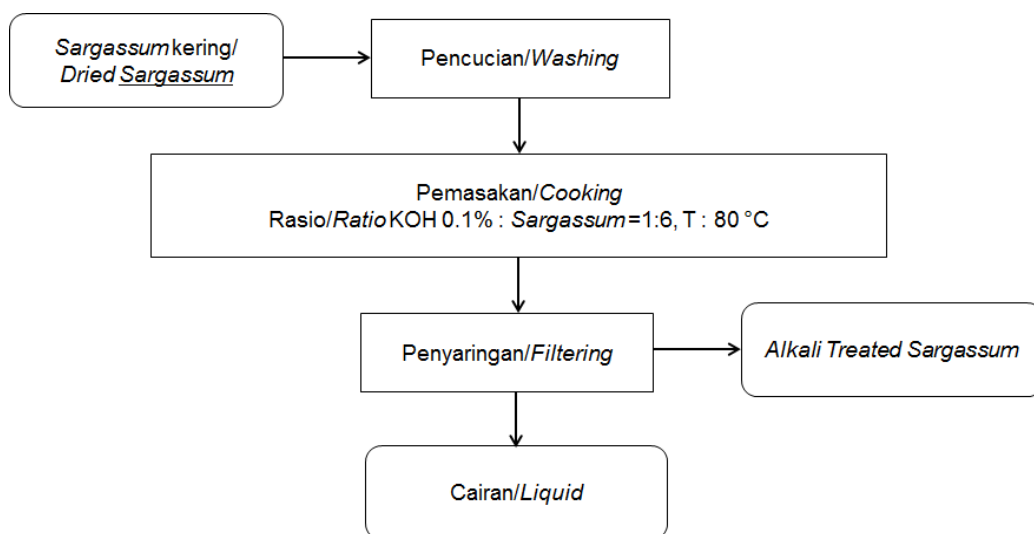 Sargassum kering/
Dried Sargassum
Pencucian/Washing
Pemasakan/Cooking
Rasio/Ratio KOH 0.1% : Sargassum =1:6, T : 80 °C
Penyaringan/Filtering
Alkali Treated Sargassum
Cairan/Liquid